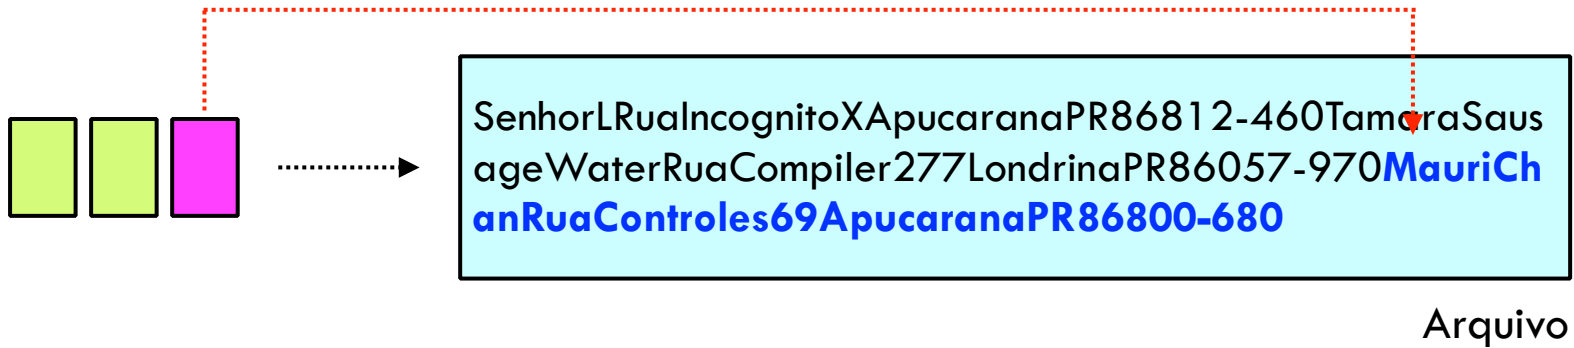 SenhorLRuaIncognitoXApucaranaPR86812-460TamaraSaus
ageWaterRuaCompiler277LondrinaPR86057-970MauriCh
anRuaControles69ApucaranaPR86800-680
Arquivo